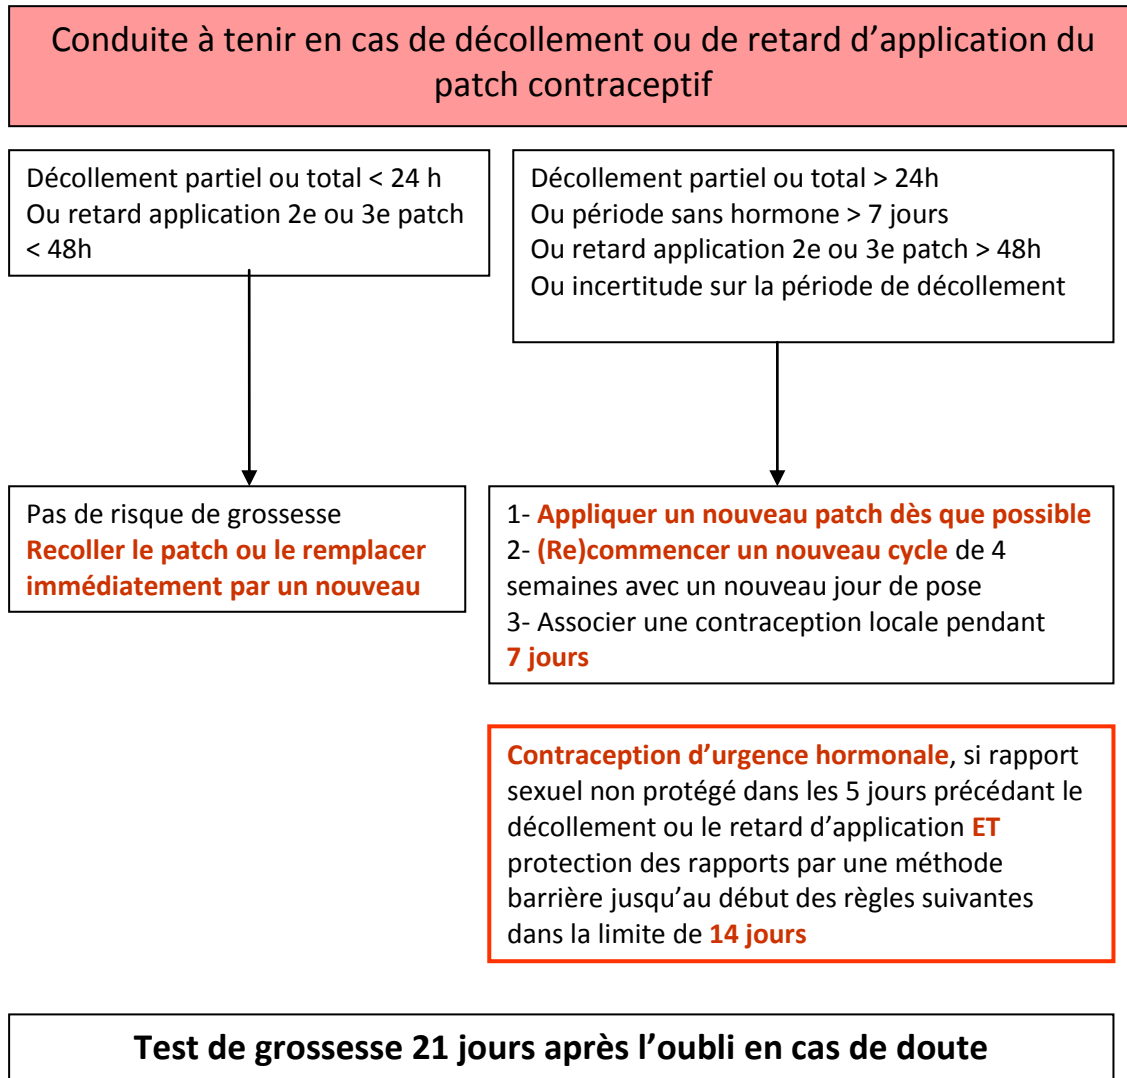 Conduite à tenir en cas de décollement ou de retard d’application du
patch contraceptif
Décollement partiel ou total < 24 h
Ou retard application 2e ou 3e patch
< 48h
Décollement partiel ou total > 24h
Ou période sans hormone > 7 jours
Ou retard application 2e ou 3e patch > 48h
Ou incertitude sur la période de décollement
Pas de risque de grossesse
Recoller le patch ou le remplacer
immédiatement par un nouveau
1- Appliquer un nouveau patch dès que possible
2- (Re)commencer un nouveau cycle de 4
semaines avec un nouveau jour de pose
3- Associer une contraception locale pendant
7 jours
Contraception d’urgence hormonale, si rapport
sexuel non protégé dans les 5 jours précédant le
décollement ou le retard d’application ET
protection des rapports par une méthode
barrière jusqu’au début des règles suivantes
dans la limite de 14 jours
Test de grossesse 21 jours après l’oubli en cas de doute